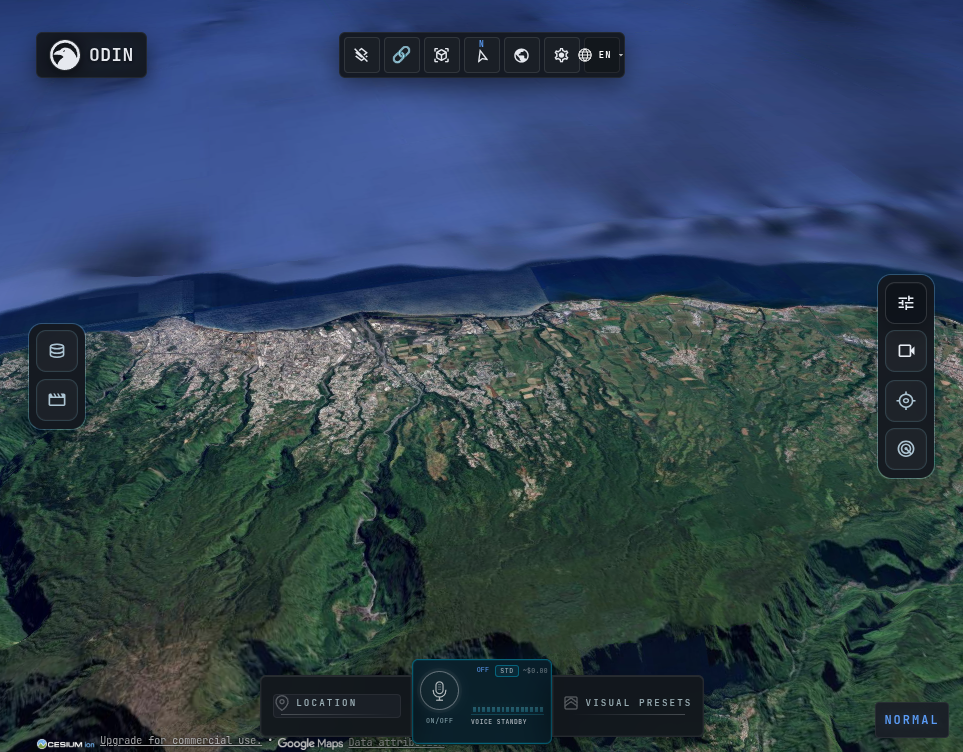 ODIN
N
EN
LOCATION
OFF STD ~$0.00
ON/OFF
VOICE STANDBY
VISUAL PRESETS
NORMAL
CESIUM ion Upgrade for commercial use. • Google Maps Data